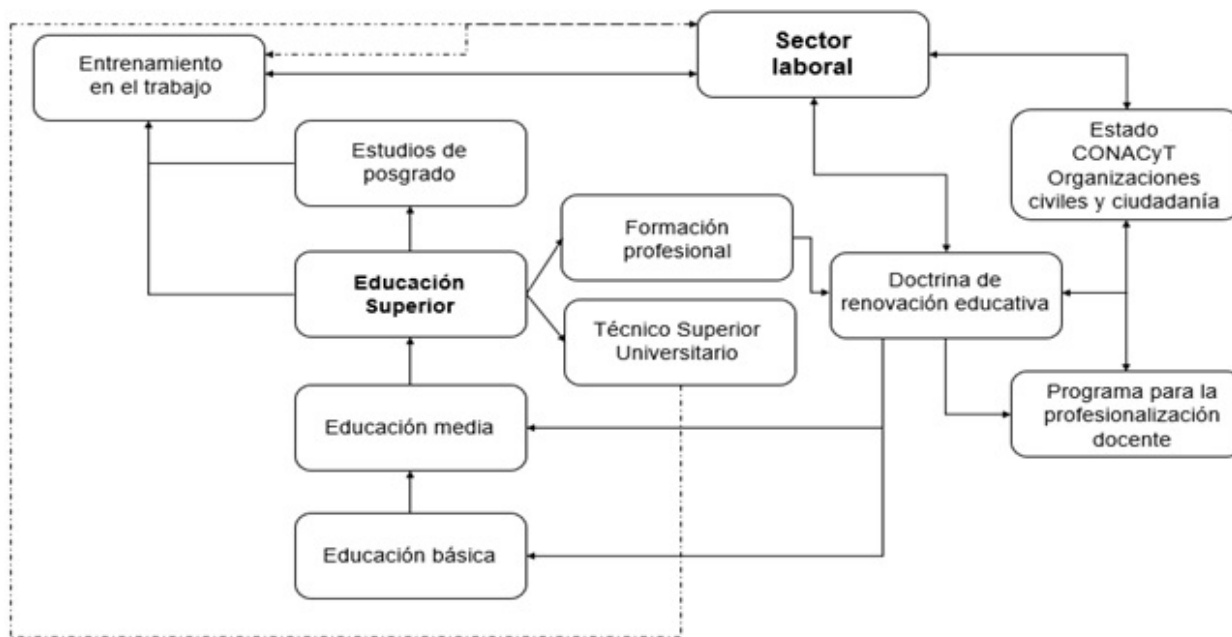 Sector
laboral
Entrenamiento
en el trabajo
Estado
CONACyT
Organizaciones
civiles y ciudadanía
Estudios de
posgrado
Formación
profesional
Educación
Superior
Doctrina de
renovación educativa
Técnico Superior
Universitario
Programa para la
profesionalización
docente
Educación media
Educación básica